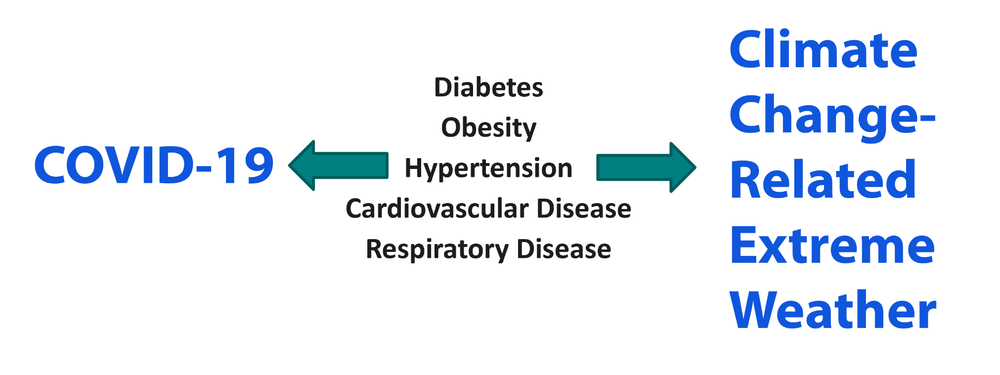 COVID-19
Diabetes
Obesity
Hypertension
Cardiovascular Disease
Respiratory Disease
Climate
Change-
Related
Extreme
Weather